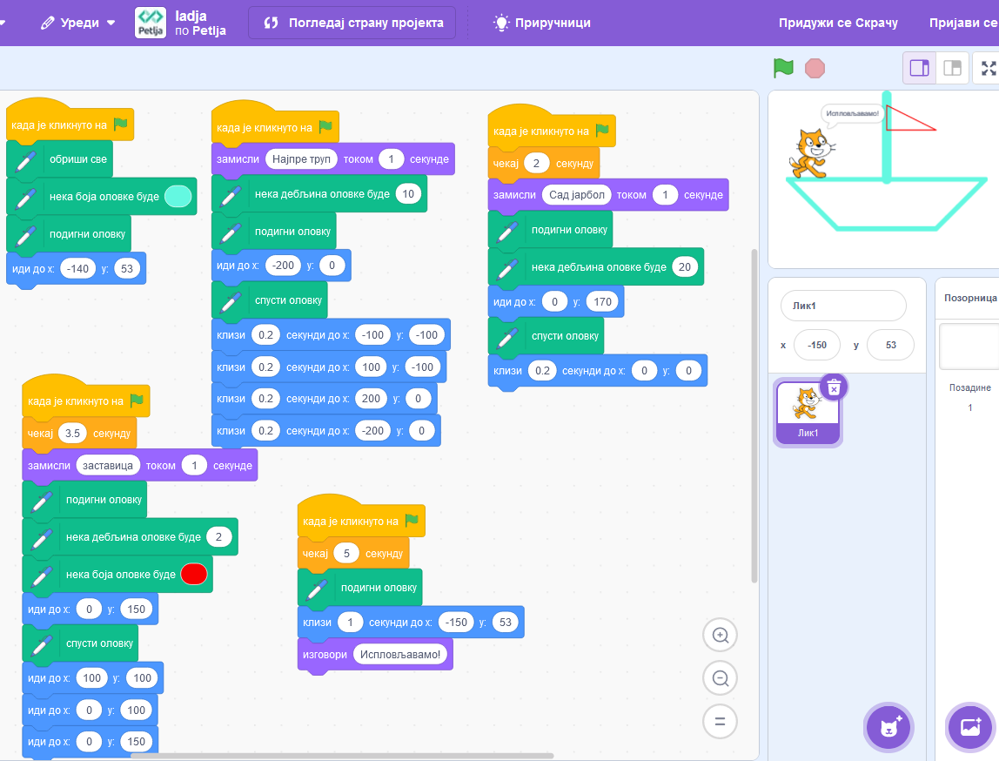 Уреди
Petlja
ladja
по Petlja
Погледај страну пројекта
Приручници
Придужи се Скрачу
Пријави се
када је кликнуто на
обриши све
нека боја оловке буде
подигни оловку
иди до x: -140 y: 53
када је кликнуто на
замисли Најпре труп током 1 секунде
нека дебљина оловке буде 10
подигни оловку
иди до x: -200 y: 0
спусти оловку
клизи 0.2 секунди до x: -100 y: -100
клизи 0.2 секунди до x: 100 y: -100
клизи 0.2 секунди до x: 200 y: 0
клизи 0.2 секунди до x: -200 y: 0
када је кликнуто на
чекај 2 секунду
замисли Сад јарбол током 1 секунде
подигни оловку
нека дебљина оловке буде 20
иди до x: 0 y: 170
спусти оловку
клизи 0.2 секунди до x: 0 y: 0
када је кликнуто на
чекај 3.5 секунду
замисли заставица током 1 секунде
подигни оловку
нека дебљина оловке буде 2
нека боја оловке буде
иди до x: 0 y: 150
спусти оловку
иди до x: 100 y: 100
иди до x: 0 y: 100
иди до x: 0 y: 150
када је кликнуто на
чекај 5 секунду
подигни оловку
клизи 1 секунди до x: -150 y: 53
изговори Испловљавамо!
Испловљавамо!
Лик1
x -150 y 53
Лик1
Позорница
Позадине
1